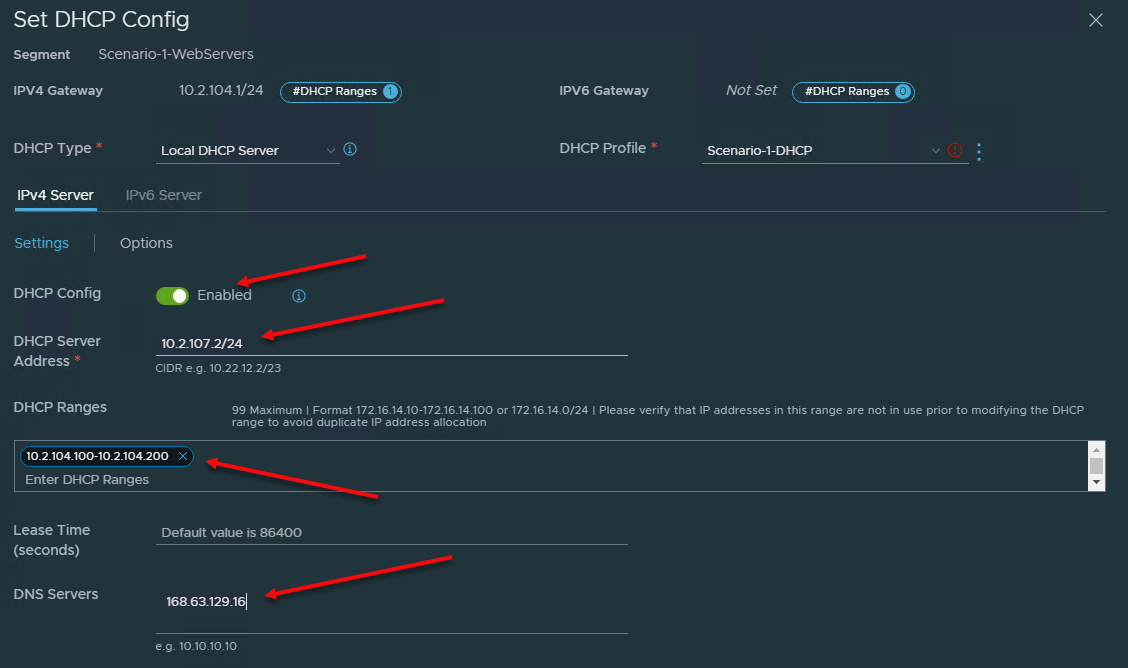 Set DHCP Config
Segment Scenario-1-WebServers
IPV4 Gateway 10.2.104.1/24 #DHCP Ranges 1 IPV6 Gateway Not Set #DHCP Ranges 0
DHCP Type * Local DHCP Server DHCP Profile * Scenario-1-DHCP
IPv4 Server IPv6 Server
Settings Options
DHCP Config Enabled
DHCP Server
Address * 10.2.107.2/24
CIDR e.g. 10.22.12.2/23
DHCP Ranges 99 Maximum | Format 172.16.14.10-172.16.14.100 or 172.16.14.0/24 | Please verify that IP addresses in this range are not in use prior to modifying the DHCP
range to avoid duplicate IP address allocation
10.2.104.100-10.2.104.200
Enter DHCP Ranges
Lease Time
(seconds) Default value is 86400
DNS Servers 168.63.129.16
e.g. 10.10.10.10